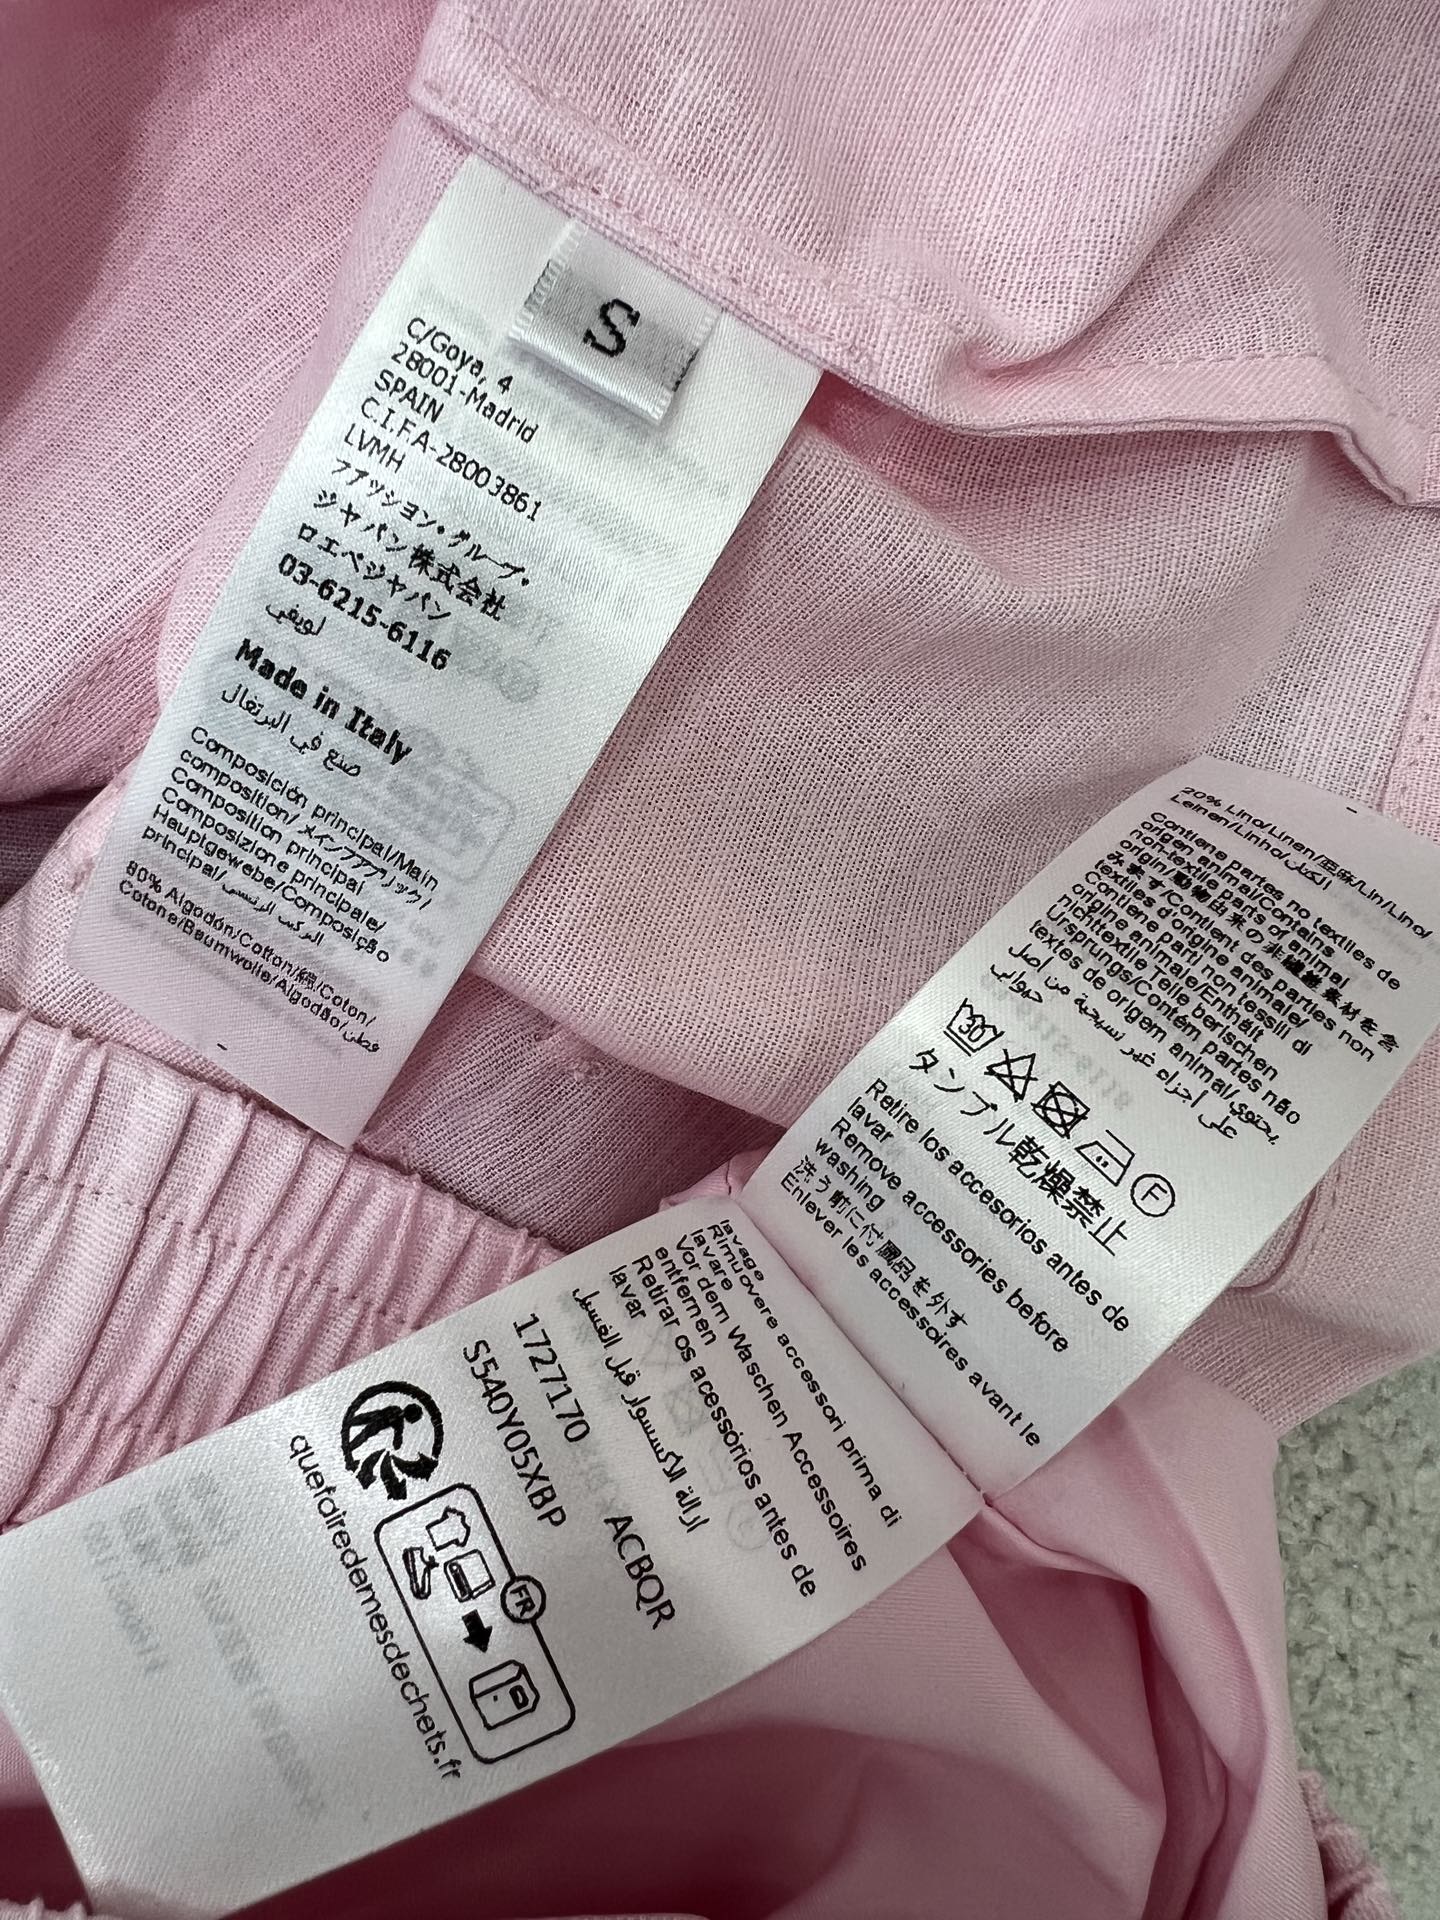 S
C/Goya, 4
28001-Madrid
SPAIN
C.I.F.A-28003861
LVMH
ファッション・グループ・
ジャパン株式会社
ロエベジャパン
03-6215-6116
لويفي
Made in Italy
صنع في البرتغال
Composición principal/Main
composition/メインファブリック/
Composition principal
Composizione principale/
Hauptgewebe/Composição
principal/التركيب الرئيسي
80% Algodón/Cotton/綿/Coton/
Cotone/Baumwolle/Algodão/قطن
20% Lino/Linen/亜麻/Lin/Lino/
Leinen/Linho/الكتان
Contiene partes no textiles de
origen animal/Contains
non-textile parts of animal
origin/動物由来の非繊維素材を含
みます/Contient des parties non
textiles d'origine animale/
Contiene parti non tessili di
origine animale/Enthält
nichttextile Teile tierischen
Ursprungs/Contém partes não
texteis de origem animal/يحتوي
على اجزاء غير نسيجية من اصل
حيواني
30
F
タンブル乾燥禁止
Retire los accesorios antes de
lavar
Remove accessories before
washing
洗う前に付属品を外す
Enlever les accessoires avant le
lavage
Rimuovere accessori prima di
lavare
Vor dem Waschen Accessoires
entfernen
Retirar os acessórios antes de
lavar
ازالة الاكسسوار قبل الغسيل
1727170 ACBQR
S540Y05XBP
FR
quefairedemesdechets.fr